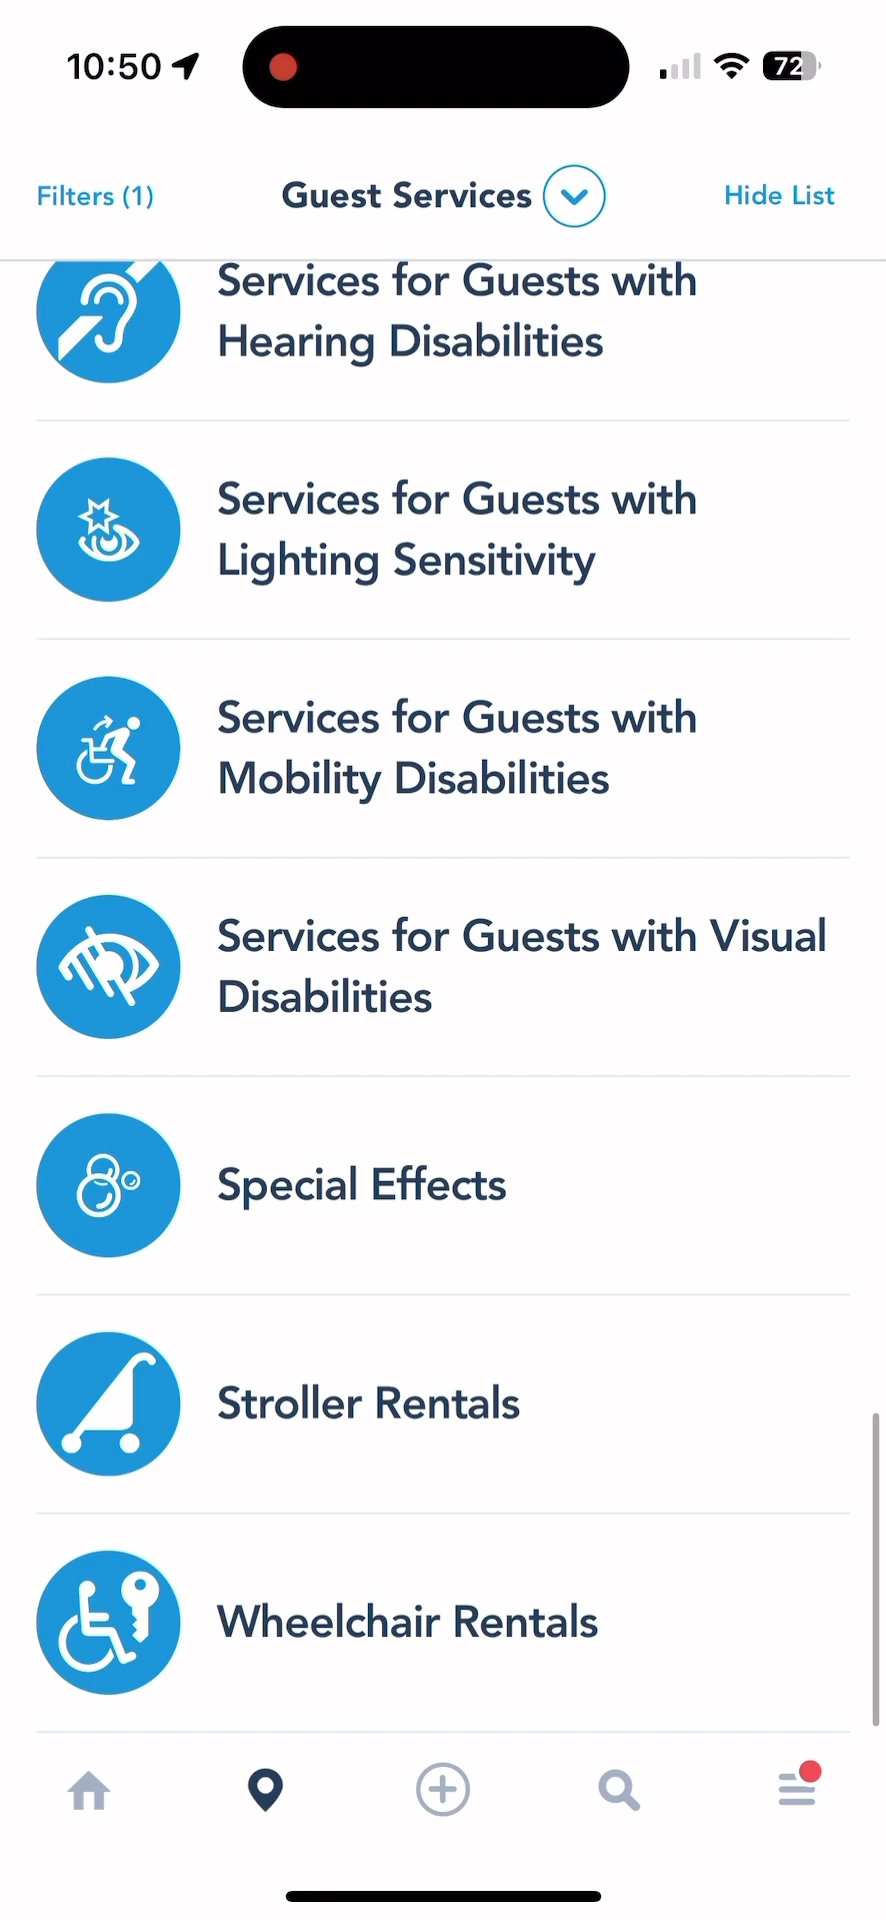 10:50
72
Filters (1)
Guest Services
Hide List
Services for Guests with
Hearing Disabilities
Services for Guests with
Lighting Sensitivity
Services for Guests with
Mobility Disabilities
Services for Guests with Visual
Disabilities
Special Effects
Stroller Rentals
Wheelchair Rentals